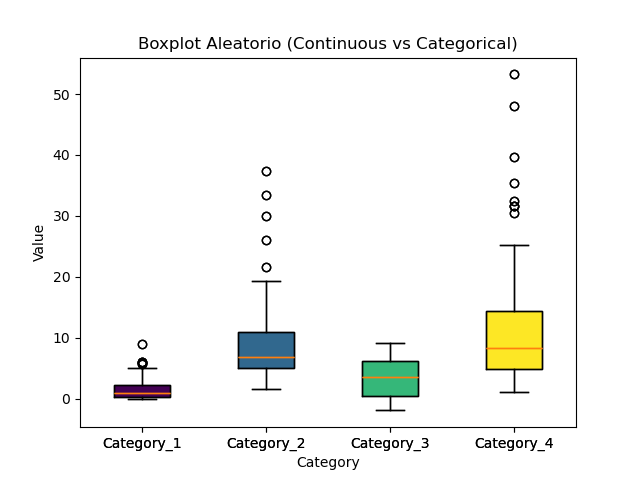 Boxplot Aleatorio (Continuous vs Categorical)
50
40
30
20
10
0
Value
Category_1
Category_2
Category_3
Category_4
Category